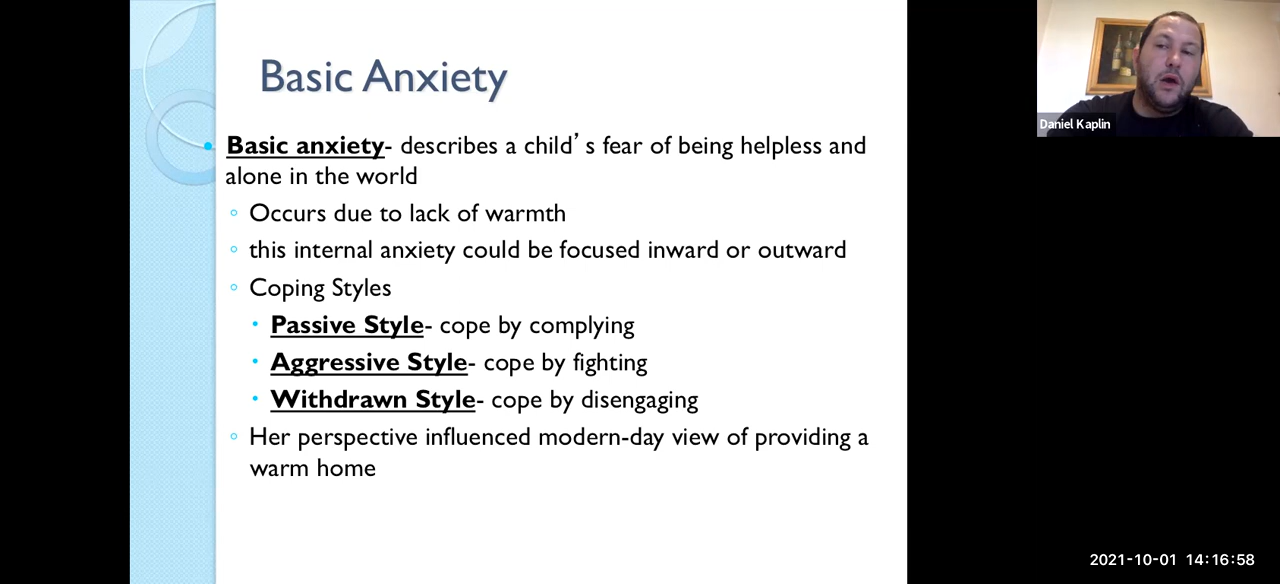 Basic Anxiety
Basic anxiety- describes a child’s fear of being helpless and
alone in the world
Occurs due to lack of warmth
this internal anxiety could be focused inward or outward
Coping Styles
Passive Style- cope by complying
Aggressive Style- cope by fighting
Withdrawn Style- cope by disengaging
Her perspective influenced modern-day view of providing a
warm home
Daniel Kaplin
2021-10-01 14:16:58